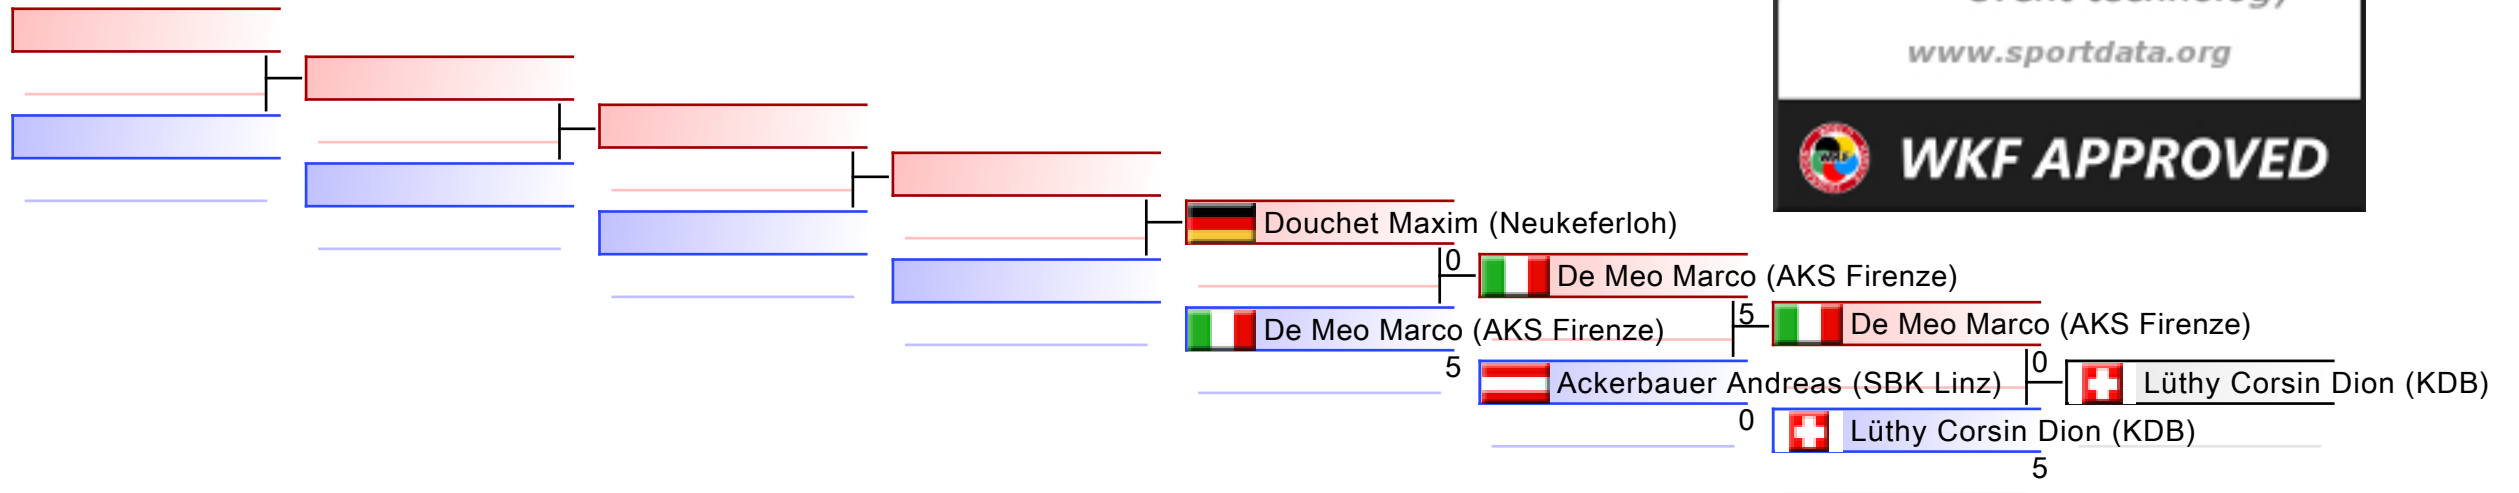 event technology
www.sportdata.org
WKF APPROVED
Douchet Maxim (Neukeferloh)
0
De Meo Marco (AKS Firenze)
5
De Meo Marco (AKS Firenze)
5
De Meo Marco (AKS Firenze)
0
Ackerbauer Andreas (SBK Linz)
0
Lüthy Corsin Dion (KDB)
Lüthy Corsin Dion (KDB)
5